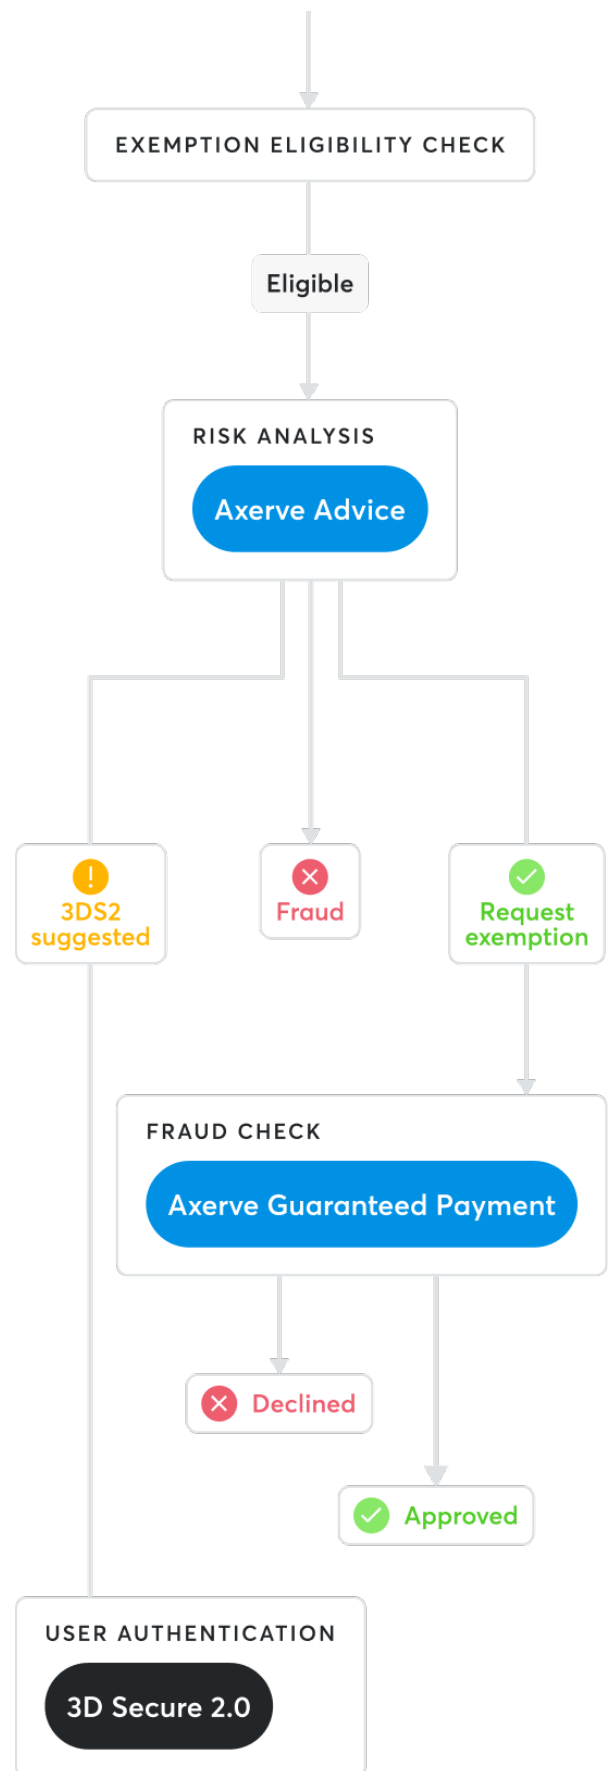 EXEMPTION ELIGIBILITY CHECK
Eligible
RISK ANALYSIS
Axerve Advice
3DS2
suggested
Fraud
Request
exemption
FRAUD CHECK
Axerve Guaranteed Payment
Declined
Approved
USER AUTHENTICATION
3D Secure 2.0